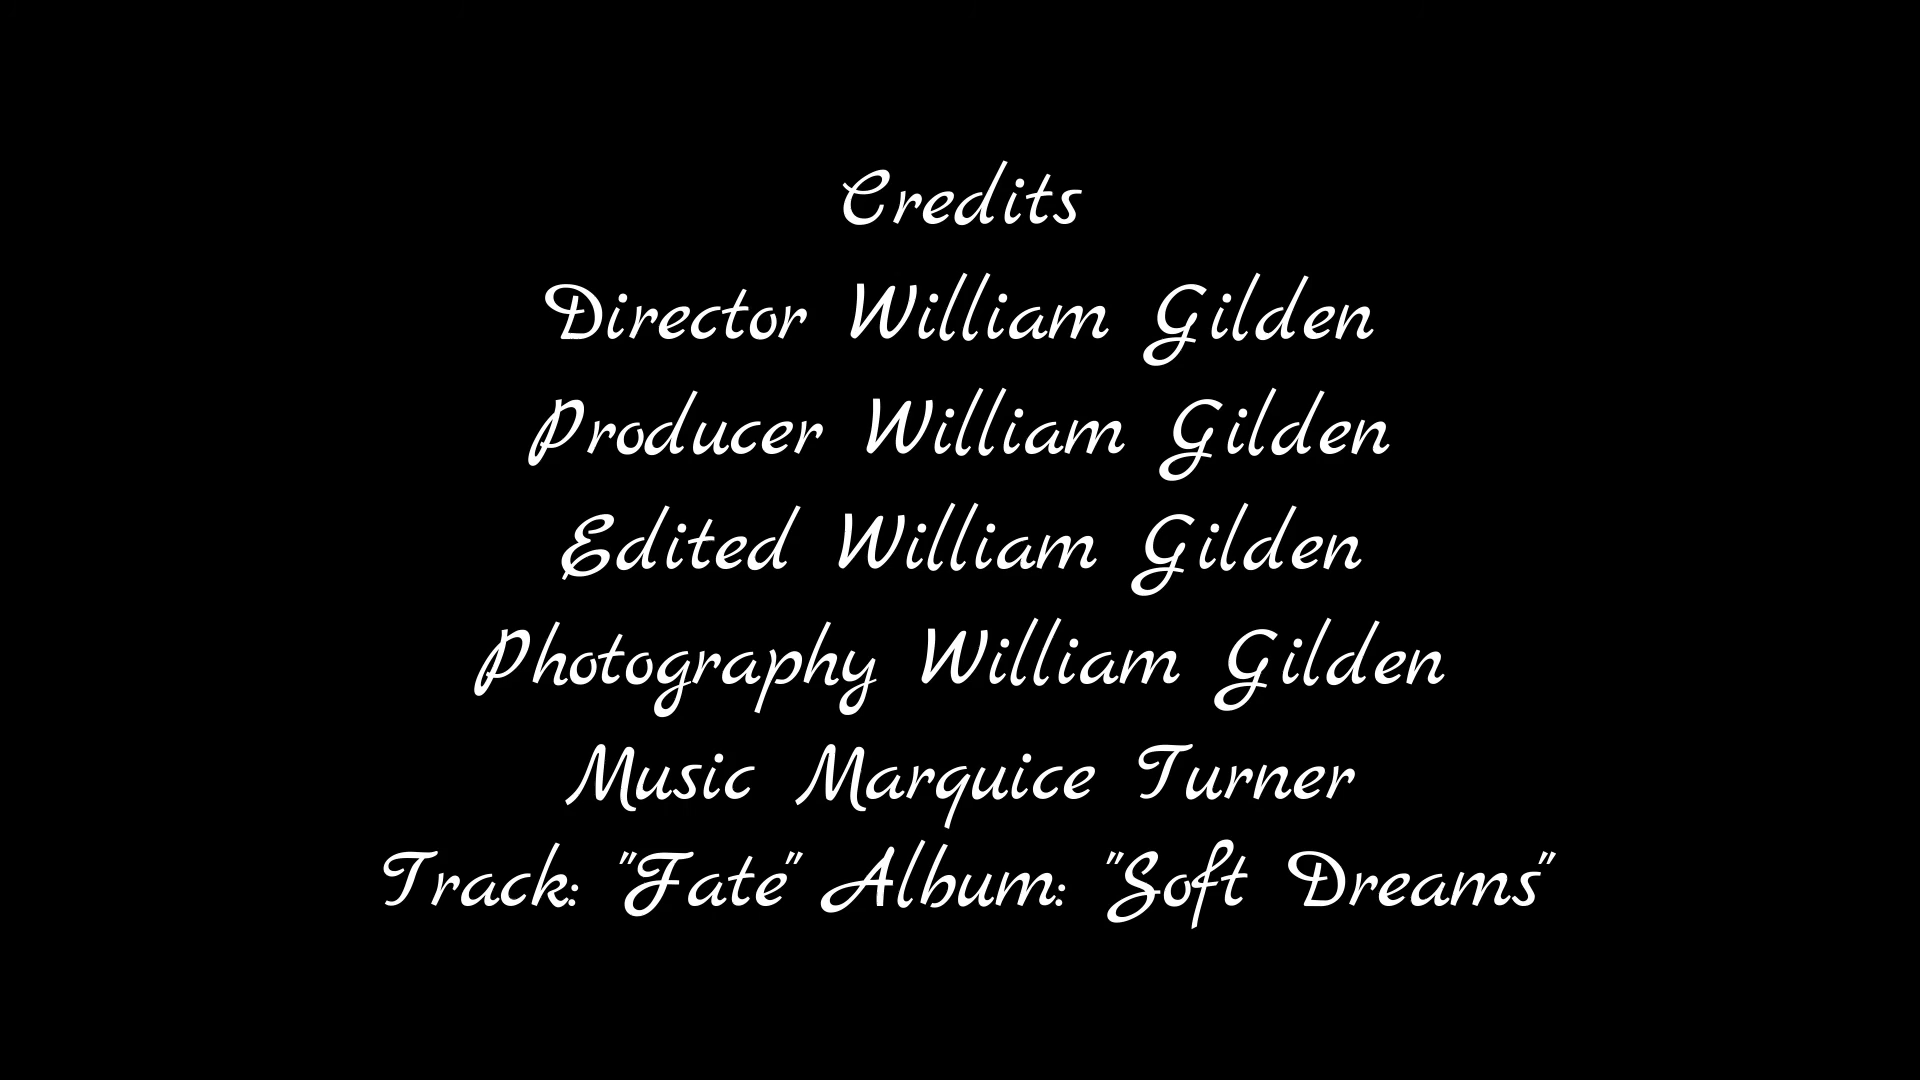 Credits
Director William Gilden
Producer William Gilden
Edited William Gilden
Photography William Gilden
Music Marquice Turner
Track: "Fate" Album: "Soft Dreams"